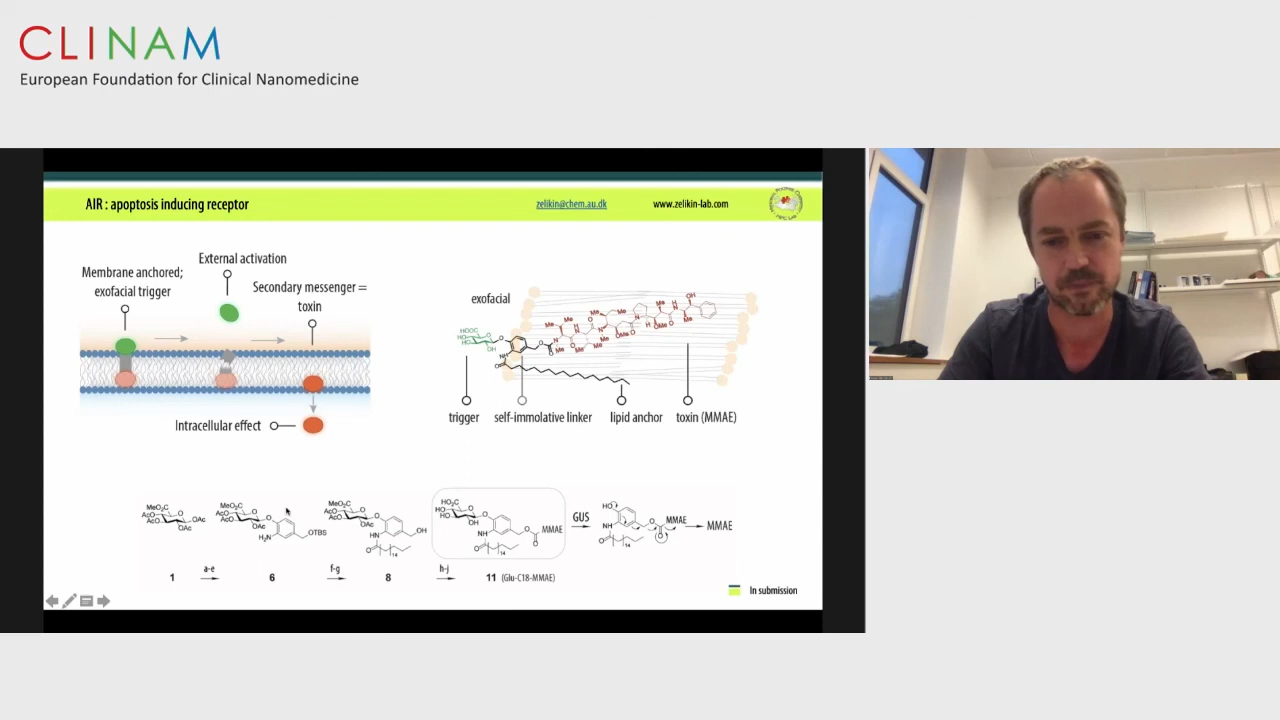 CLINAM
European Foundation for Clinical Nanomedicine
AIR : apoptosis inducing receptor
zelikin@chem.au.dk
www.zelikin-lab.com
External activation
Membrane anchored;
exofacial trigger
Secondary messenger =
toxin
Intracellular effect
exofacial
trigger
self-immolative linker
lipid anchor
toxin (MMAE)
GUS
MMAE
MMAE
MMAE
a-e
f-g
h-j
1
6
8
11 (Glu-C18-MMAE)
In submission